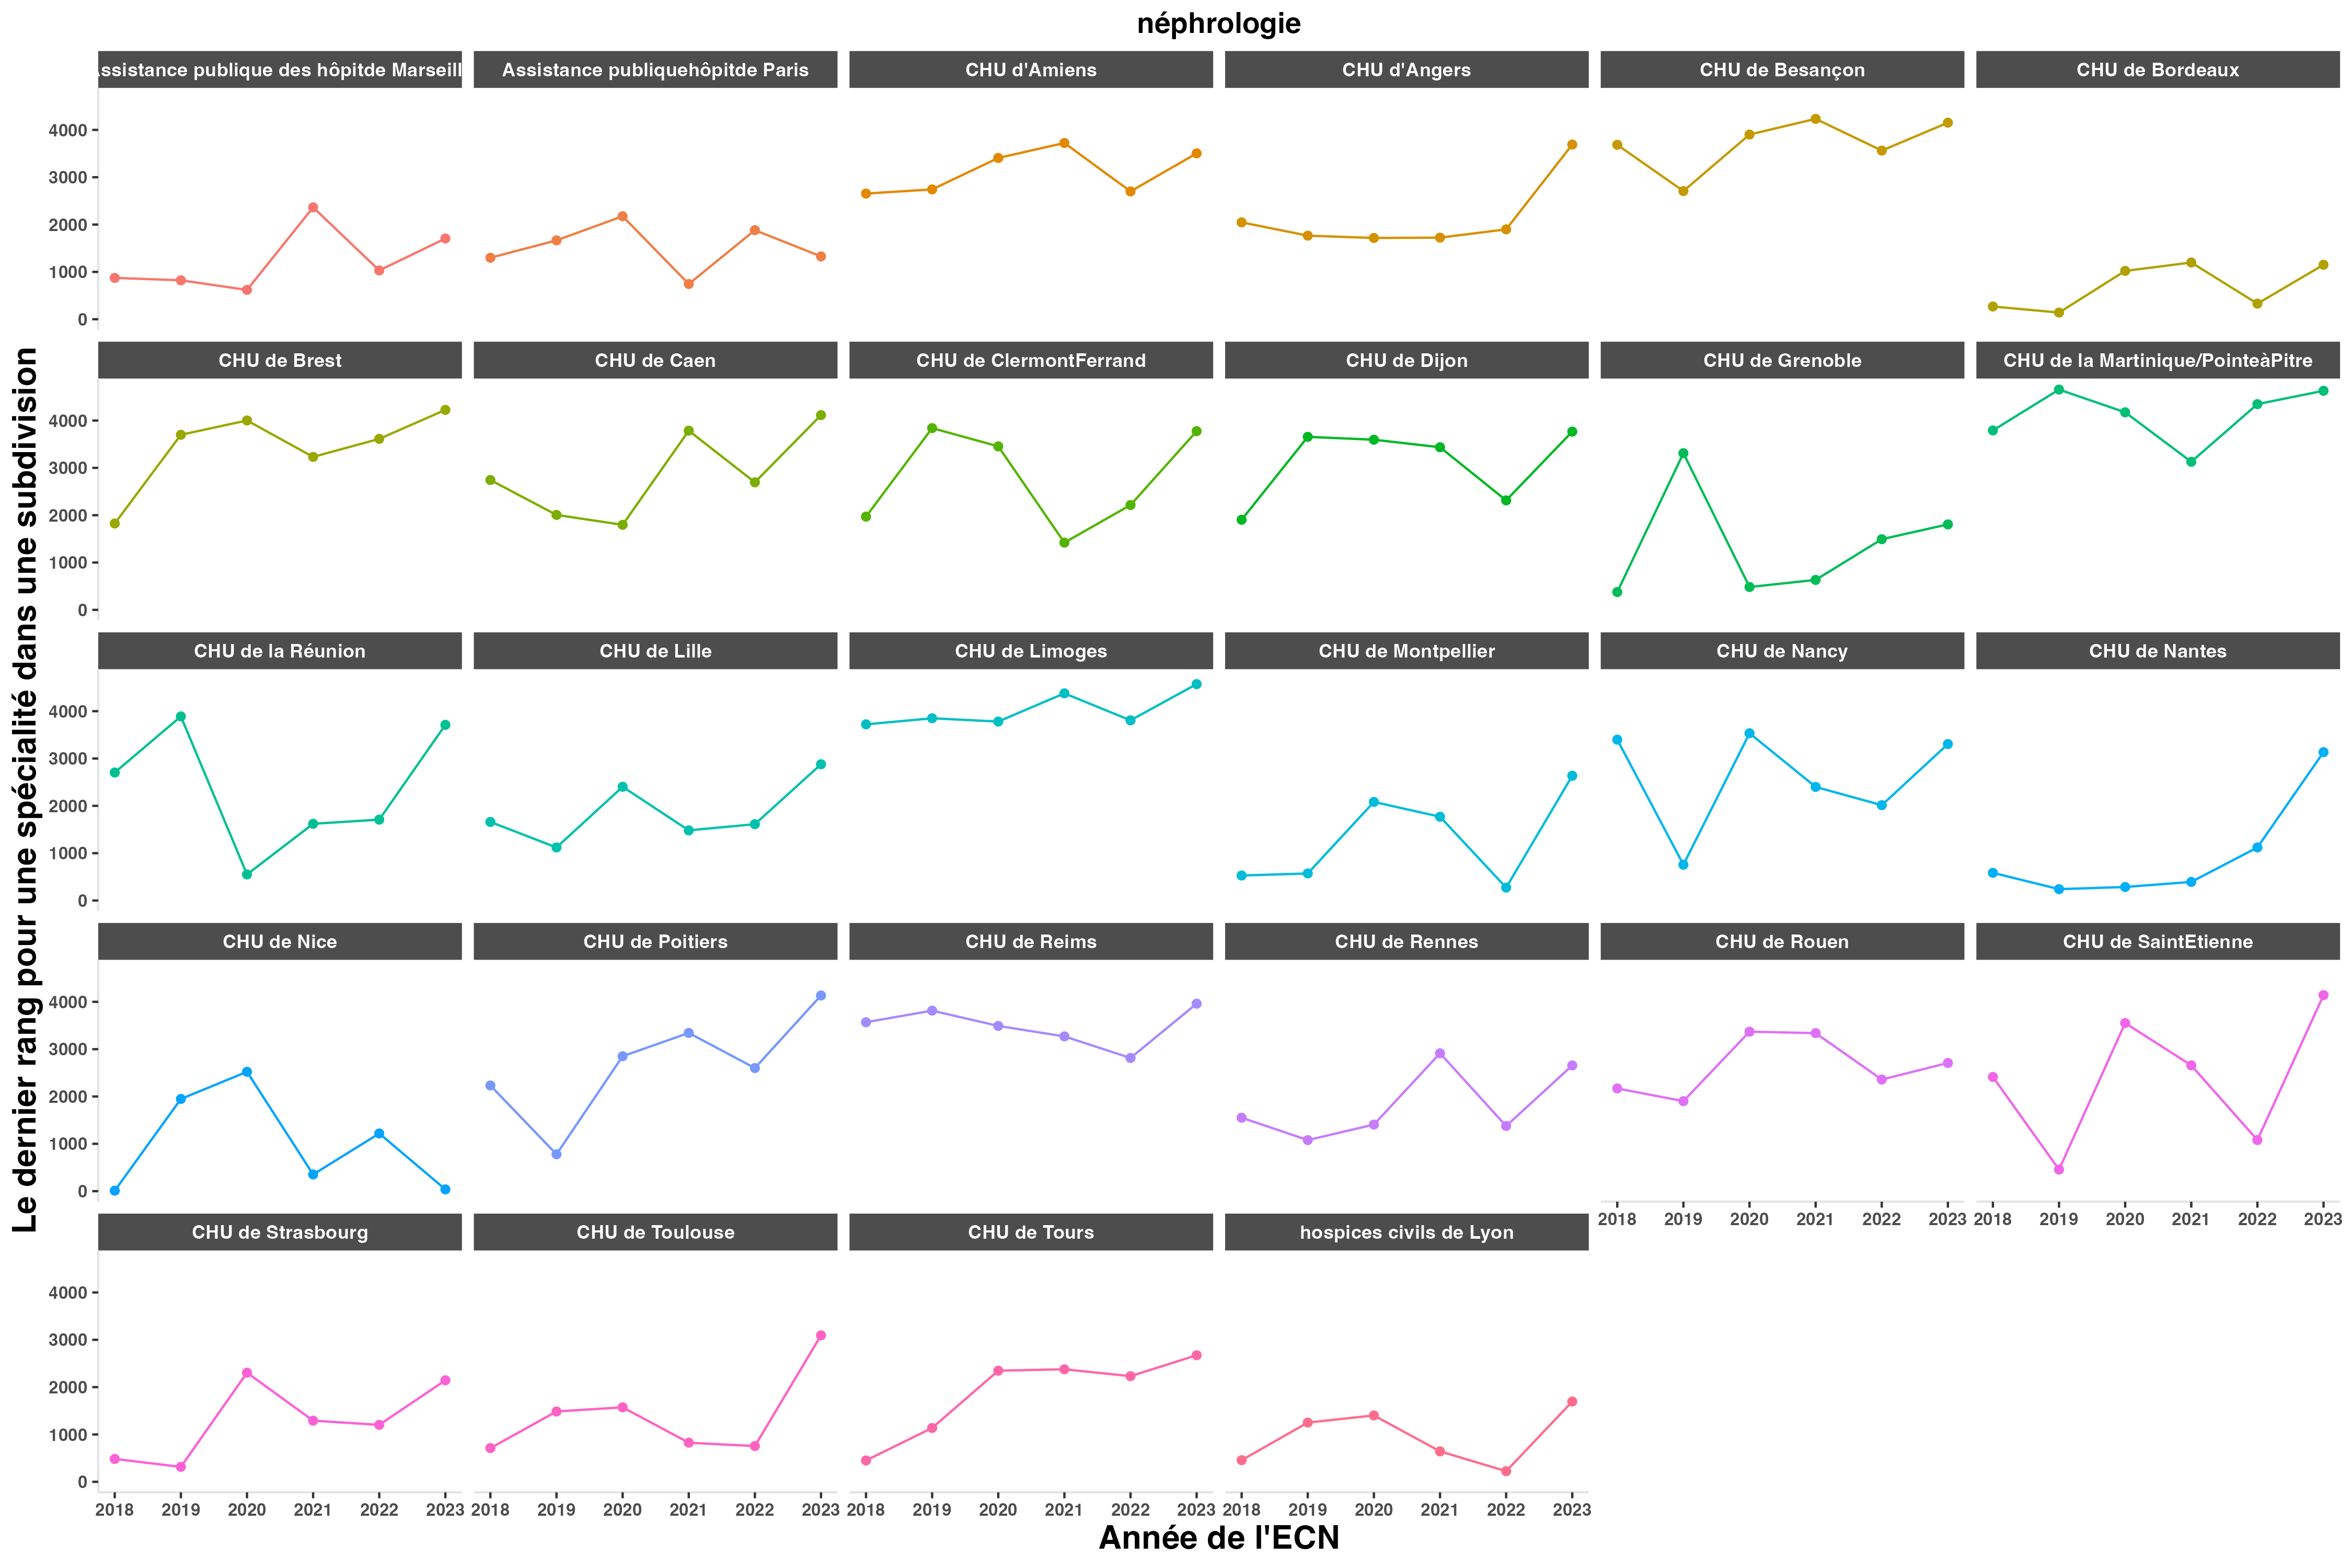 néphrologie
ssistance publique des hôpitde Marseill
Assistance publiquehôpitde Paris
CHU d'Amiens
CHU d'Angers
CHU de Besançon
CHU de Bordeaux
4000
3000
2000
1000
0
CHU de Brest
CHU de Caen
CHU de ClermontFerrand
CHU de Dijon
CHU de Grenoble
CHU de la Martinique/PointeàPitre
4000
3000
2000
1000
0
CHU de la Réunion
CHU de Lille
CHU de Limoges
CHU de Montpellier
CHU de Nancy
CHU de Nantes
4000
3000
2000
1000
0
CHU de Nice
CHU de Poitiers
CHU de Reims
CHU de Rennes
CHU de Rouen
CHU de SaintEtienne
4000
3000
2000
1000
0
2018 2019 2020 2021 2022 2023
2018 2019 2020 2021 2022 2023
CHU de Strasbourg
CHU de Toulouse
CHU de Tours
hospices civils de Lyon
4000
3000
2000
1000
0
2018 2019 2020 2021 2022 2023
2018 2019 2020 2021 2022 2023
2018 2019 2020 2021 2022 2023
2018 2019 2020 2021 2022 2023
Année de l'ECN
Le dernier rang pour une spécialité dans une subdivision